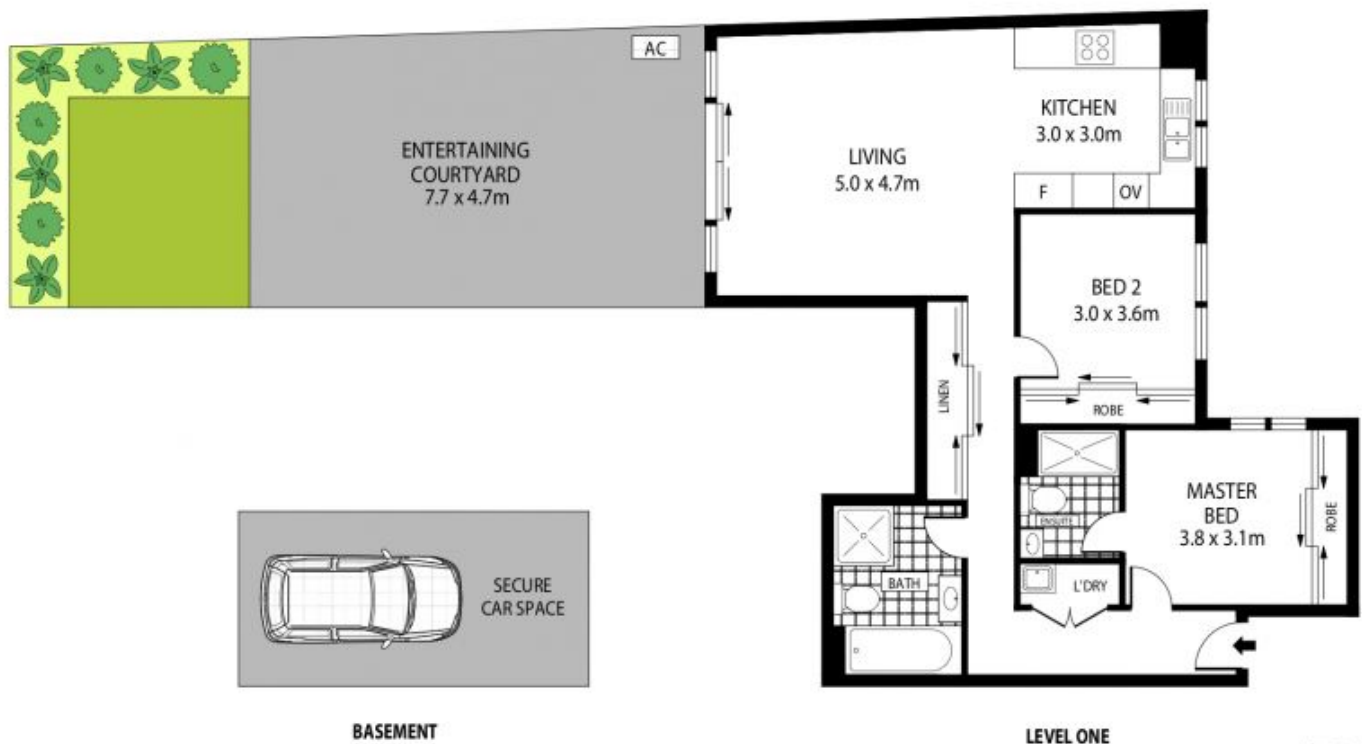 AC
ENTERTAINING
COURTYARD
7.7 x 4.7m
LIVING
5.0 x 4.7m
KITCHEN
3.0 x 3.0m
F
OV
BED 2
3.0 x 3.6m
ROBE
LINEN
MASTER
BED
3.8 x 3.1m
ROBE
ENSUITE
L'DRY
BATH
SECURE
CAR SPACE
BASEMENT
LEVEL ONE